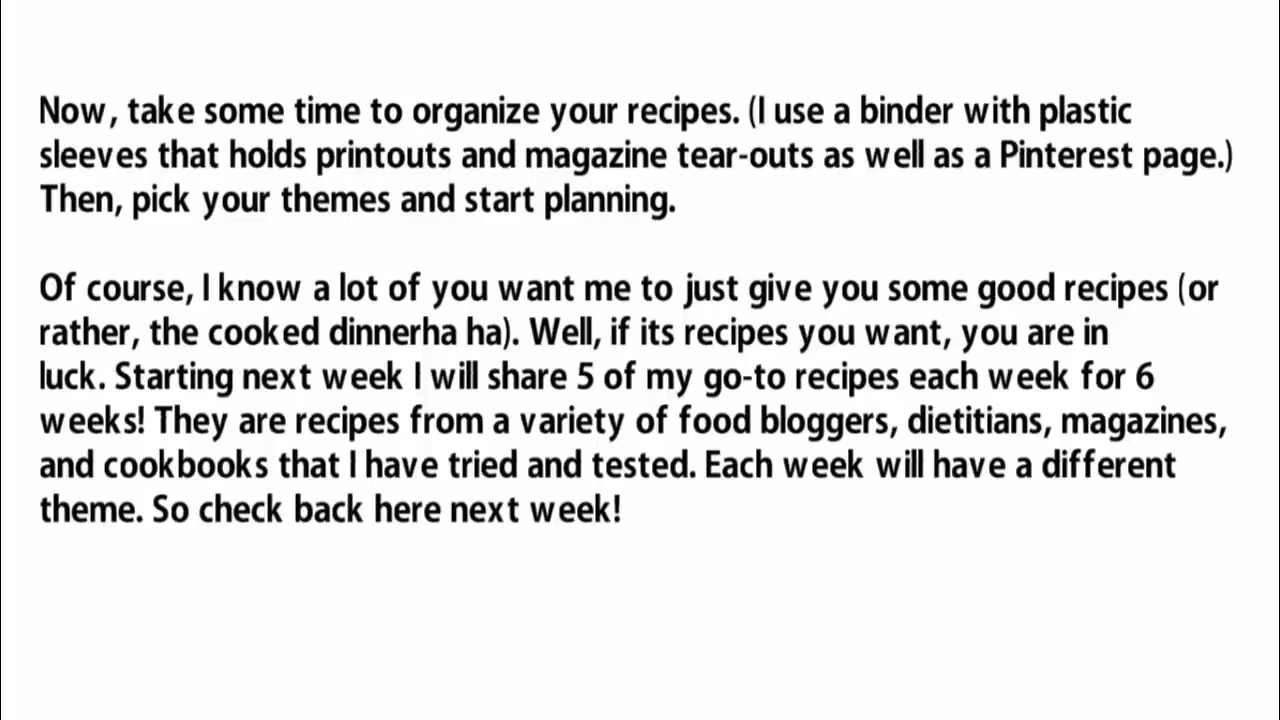 Now, take some time to organize your recipes. (I use a binder with plastic
sleeves that holds printouts and magazine tear-outs as well as a Pinterest page.)
Then, pick your themes and start planning.
Of course, I know a lot of you want me to just give you some good recipes (or
rather, the cooked dinnerha ha). Well, if its recipes you want, you are in
luck. Starting next week I will share 5 of my go-to recipes each week for 6
weeks! They are recipes from a variety of food bloggers, dietitians, magazines,
and cookbooks that I have tried and tested. Each week will have a different
theme. So check back here next week!